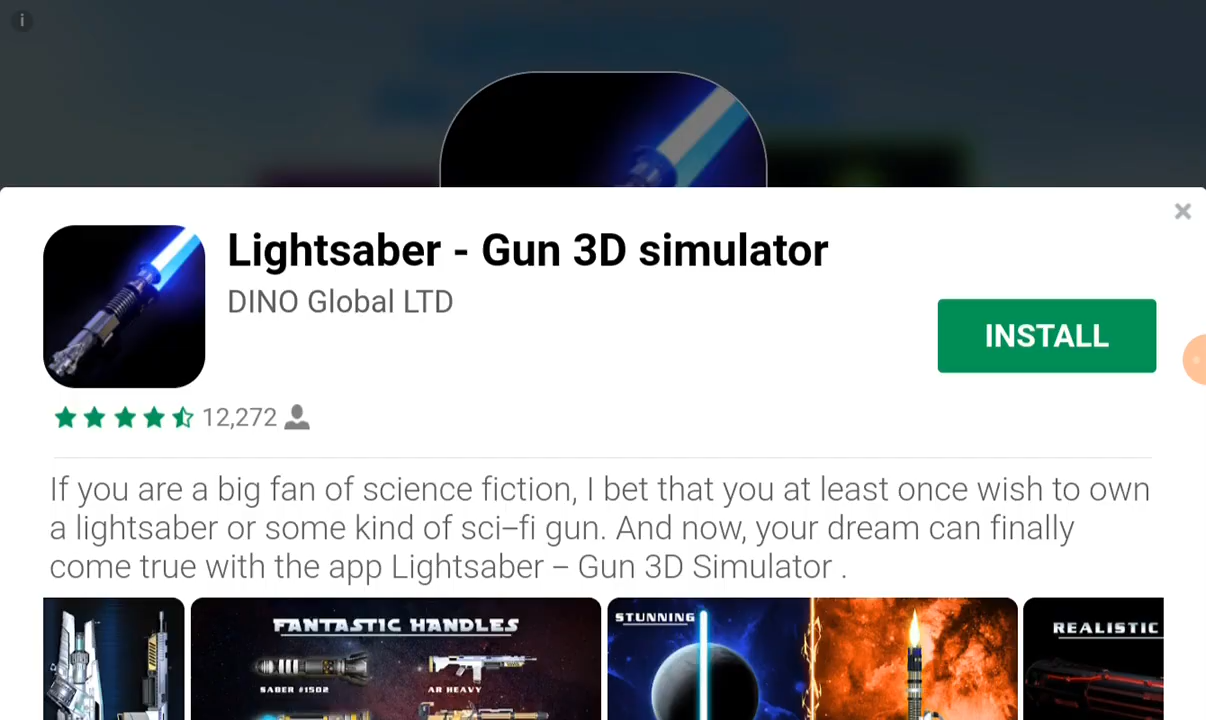 i
Lightsaber - Gun 3D simulator
DINO Global LTD
INSTALL
12,272
If you are a big fan of science fiction, I bet that you at least once wish to own
a lightsaber or some kind of sci–fi gun. And now, your dream can finally
come true with the app Lightsaber – Gun 3D Simulator .
FANTASTIC HANDLES
SABER #1502
AR HEAVY
STUNNING
REALISTIC